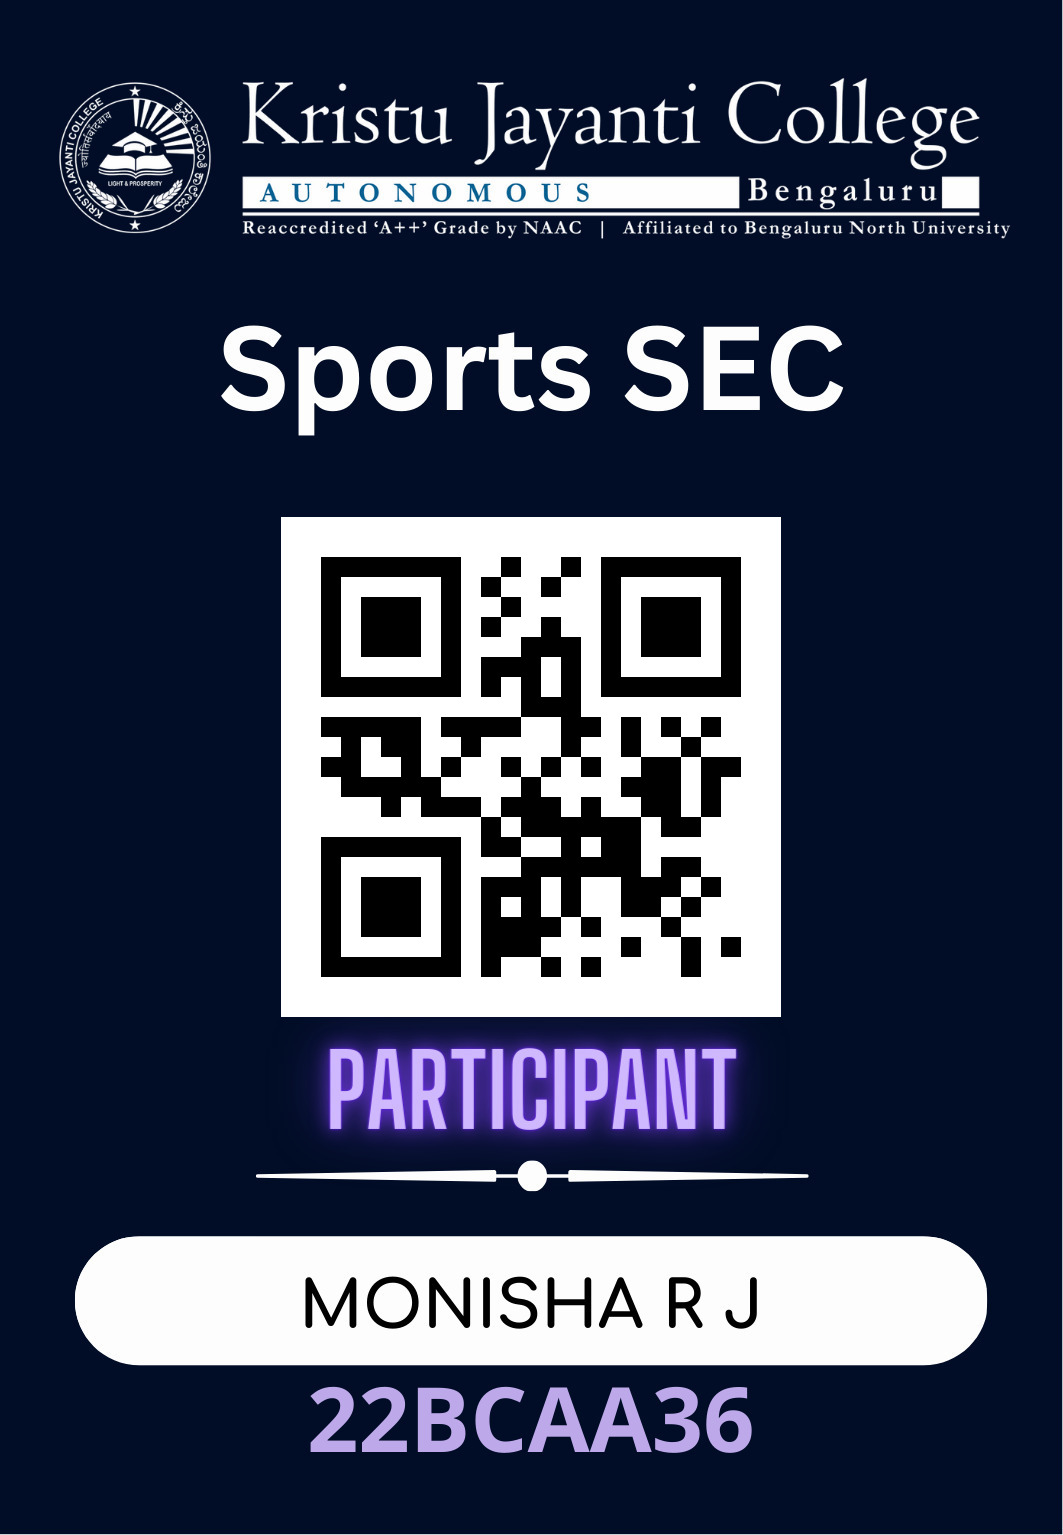 Kristu Jayanti College
AUTONOMOUS Bengaluru
Reaccredited ‘A++’ Grade by NAAC | Affiliated to Bengaluru North University
KRISTU JAYANTI COLLEGE
LIGHT & PROSPERITY
Sports SEC
PARTICIPANT
MONISHA R J
22BCAA36